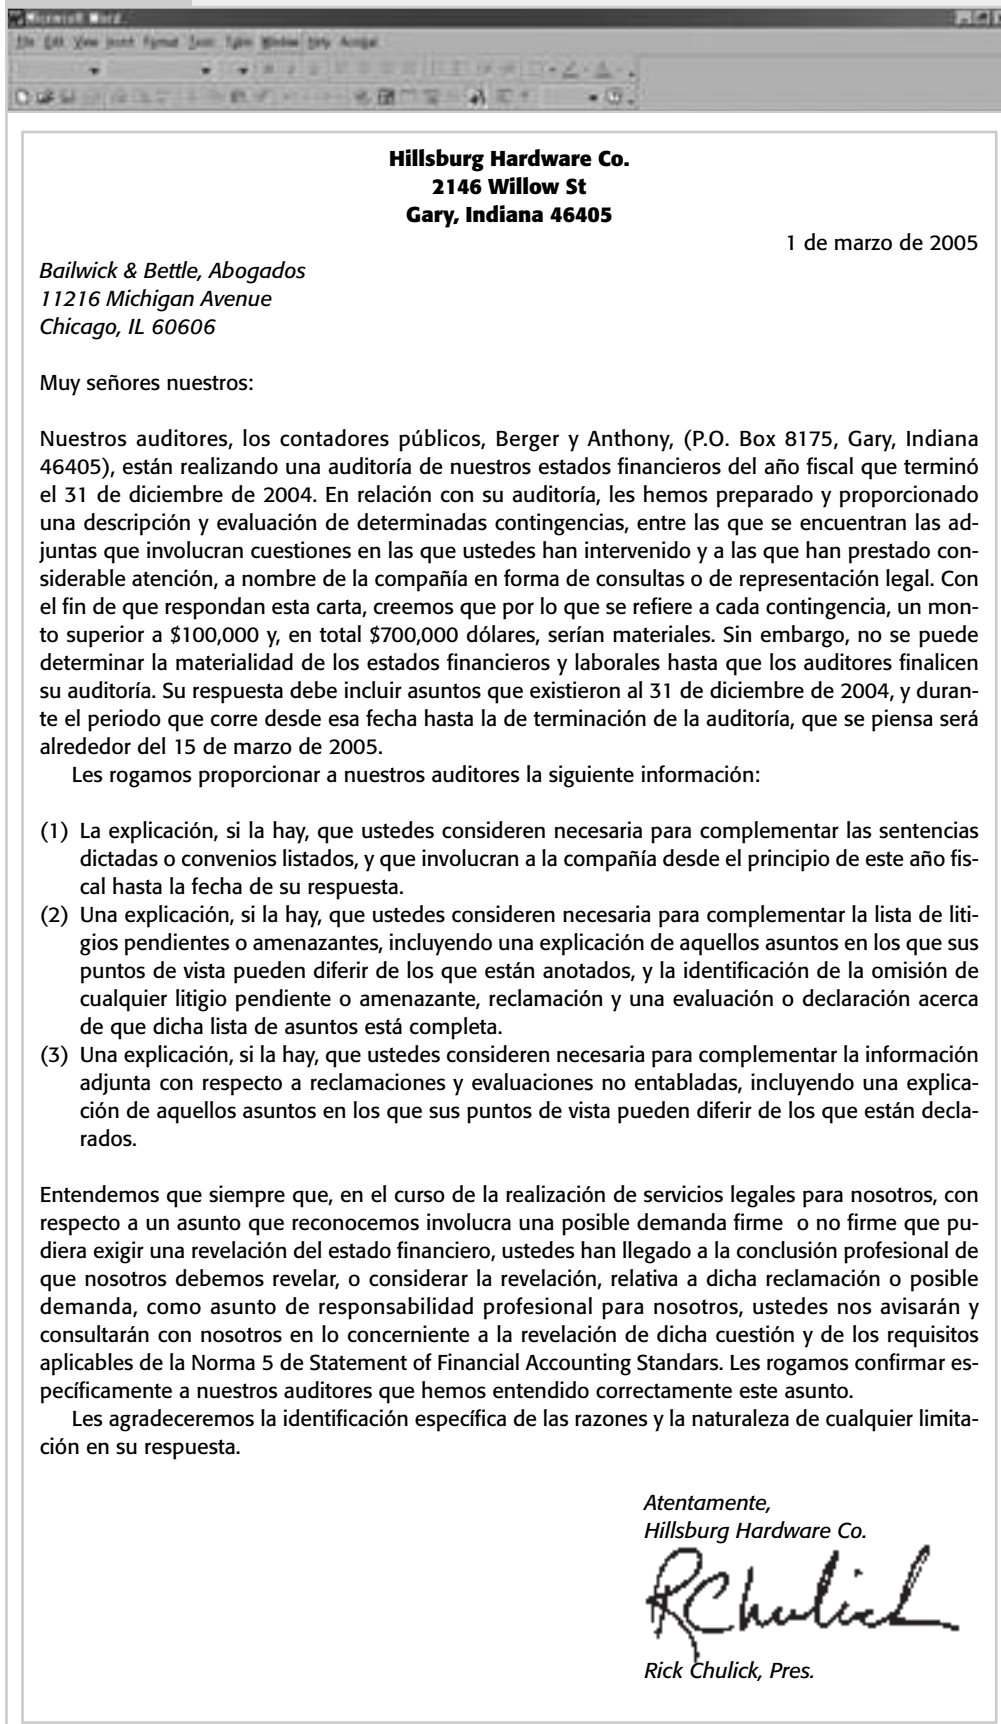 Microsoft Word
File Edit View Insert Format Tools Table Window Help Acrobat
Hillsburg Hardware Co.
2146 Willow St
Gary, Indiana 46405
1 de marzo de 2005
Bailwick & Bettle, Abogados
11216 Michigan Avenue
Chicago, IL 60606
Muy señores nuestros:
Nuestros auditores, los contadores públicos, Berger y Anthony, (P.O. Box 8175, Gary, Indiana
46405), están realizando una auditoría de nuestros estados financieros del año fiscal que terminó
el 31 de diciembre de 2004. En relación con su auditoría, les hemos preparado y proporcionado
una descripción y evaluación de determinadas contingencias, entre las que se encuentran las ad-
juntas que involucran cuestiones en las que ustedes han intervenido y a las que han prestado con-
siderable atención, a nombre de la compañía en forma de consultas o de representación legal. Con
el fin de que respondan esta carta, creemos que por lo que se refiere a cada contingencia, un mon-
to superior a $100,000 y, en total $700,000 dólares, serían materiales. Sin embargo, no se puede
determinar la materialidad de los estados financieros y laborales hasta que los auditores finalicen
su auditoría. Su respuesta debe incluir asuntos que existieron al 31 de diciembre de 2004, y duran-
te el periodo que corre desde esa fecha hasta la de terminación de la auditoría, que se piensa será
alrededor del 15 de marzo de 2005.
Les rogamos proporcionar a nuestros auditores la siguiente información:
(1) La explicación, si la hay, que ustedes consideren necesaria para complementar las sentencias
dictadas o convenios listados, y que involucran a la compañía desde el principio de este año fis-
cal hasta la fecha de su respuesta.
(2) Una explicación, si la hay, que ustedes consideren necesaria para complementar la lista de liti-
gios pendientes o amenazantes, incluyendo una explicación de aquellos asuntos en los que sus
puntos de vista pueden diferir de los que están anotados, y la identificación de la omisión de
cualquier litigio pendiente o amenazante, reclamación y una evaluación o declaración acerca
de que dicha lista de asuntos está completa.
(3) Una explicación, si la hay, que ustedes consideren necesaria para complementar la información
adjunta con respecto a reclamaciones y evaluaciones no entabladas, incluyendo una explica-
ción de aquellos asuntos en los que sus puntos de vista pueden diferir de los que están decla-
rados.
Entendemos que siempre que, en el curso de la realización de servicios legales para nosotros, con
respecto a un asunto que reconocemos involucra una posible demanda firme o no firme que pu-
diera exigir una revelación del estado financiero, ustedes han llegado a la conclusión profesional de
que nosotros debemos revelar, o considerar la revelación, relativa a dicha reclamación o posible
demanda, como asunto de responsabilidad profesional para nosotros, ustedes nos avisarán y
consultarán con nosotros en lo concerniente a la revelación de dicha cuestión y de los requisitos
aplicables de la Norma 5 de Statement of Financial Accounting Standars. Les rogamos confirmar es-
pecíficamente a nuestros auditores que hemos entendido correctamente este asunto.
Les agradeceremos la identificación específica de las razones y la naturaleza de cualquier limita-
ción en su respuesta.
Atentamente,
Hillsburg Hardware Co.
RChulick
Rick Chulick, Pres.